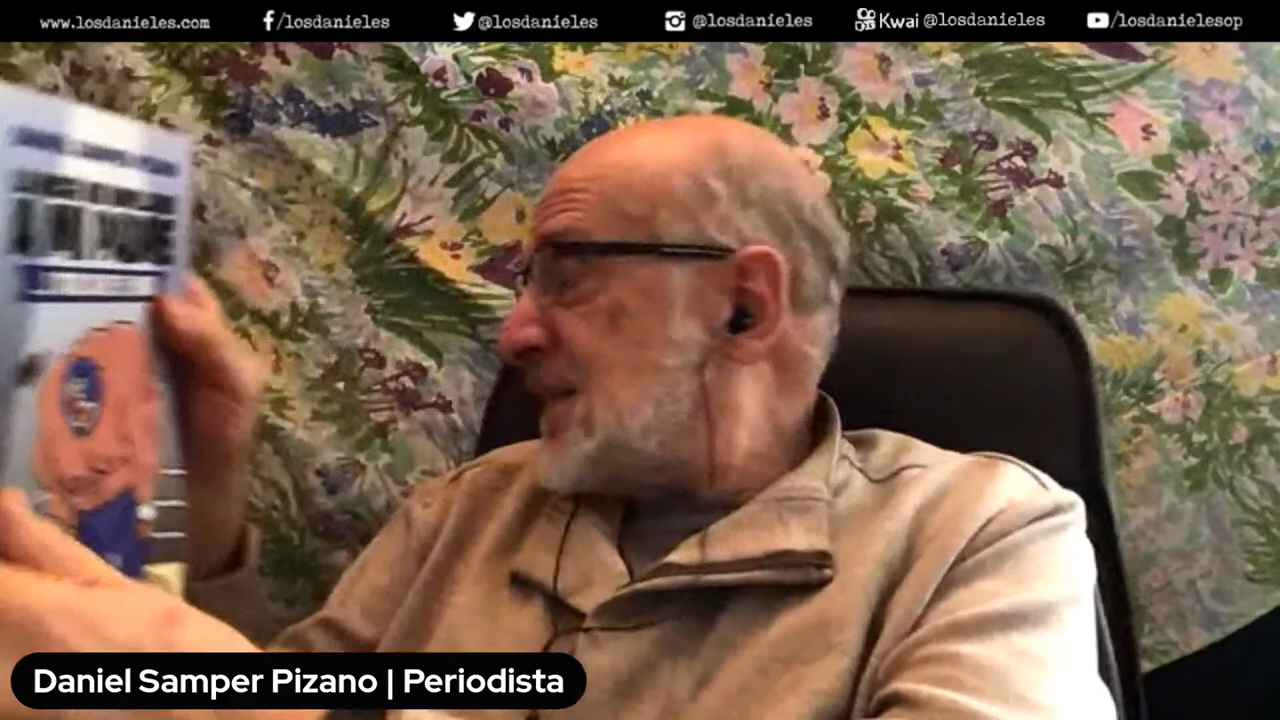 www.losdanieles.com
/losdanieles
@losdanieles
@losdanieles
Kwai @losdanieles
/losdanielesop
Daniel Samper Pizano | Periodista